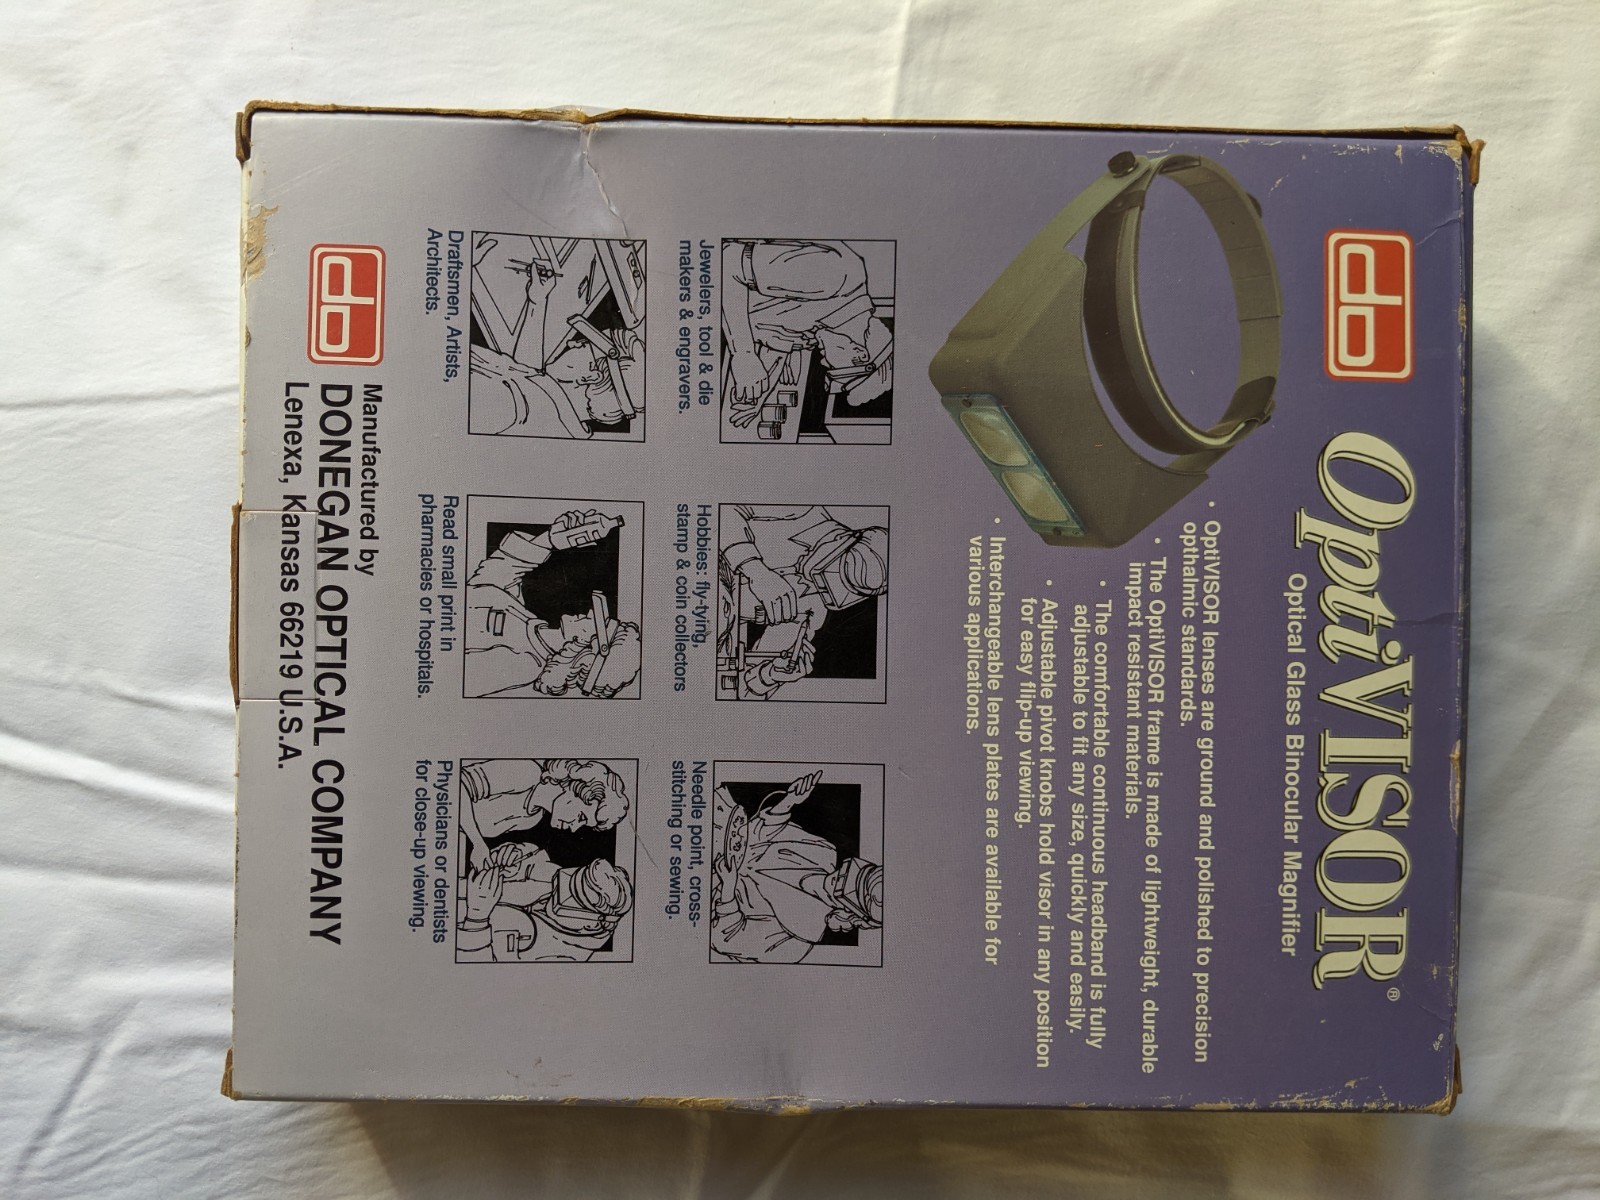 do
OptiVISOR®
Optical Glass Binocular Magnifier
• OptiVISOR lenses are ground and polished to precision
opthalmic standards.
• The OptiVISOR frame is made of lightweight, durable
impact resistant materials.
• The comfortable continuous headband is fully
adjustable to fit any size, quickly and easily.
• Adjustable pivot knobs hold visor in any position
for easy flip-up viewing.
• Interchangeable lens plates are available for
various applications.
Jewelers, tool & die
makers & engravers.
Hobbies: fly-tying,
stamp & coin collectors
Needle point, cross-
stitching or sewing.
Draftsmen, Artists,
Architects.
Read small print in
pharmacies or hospitals.
Physicians or dentists
for close-up viewing.
do
Manufactured by
DONEGAN OPTICAL COMPANY
Lenexa, Kansas 66219 U.S.A.